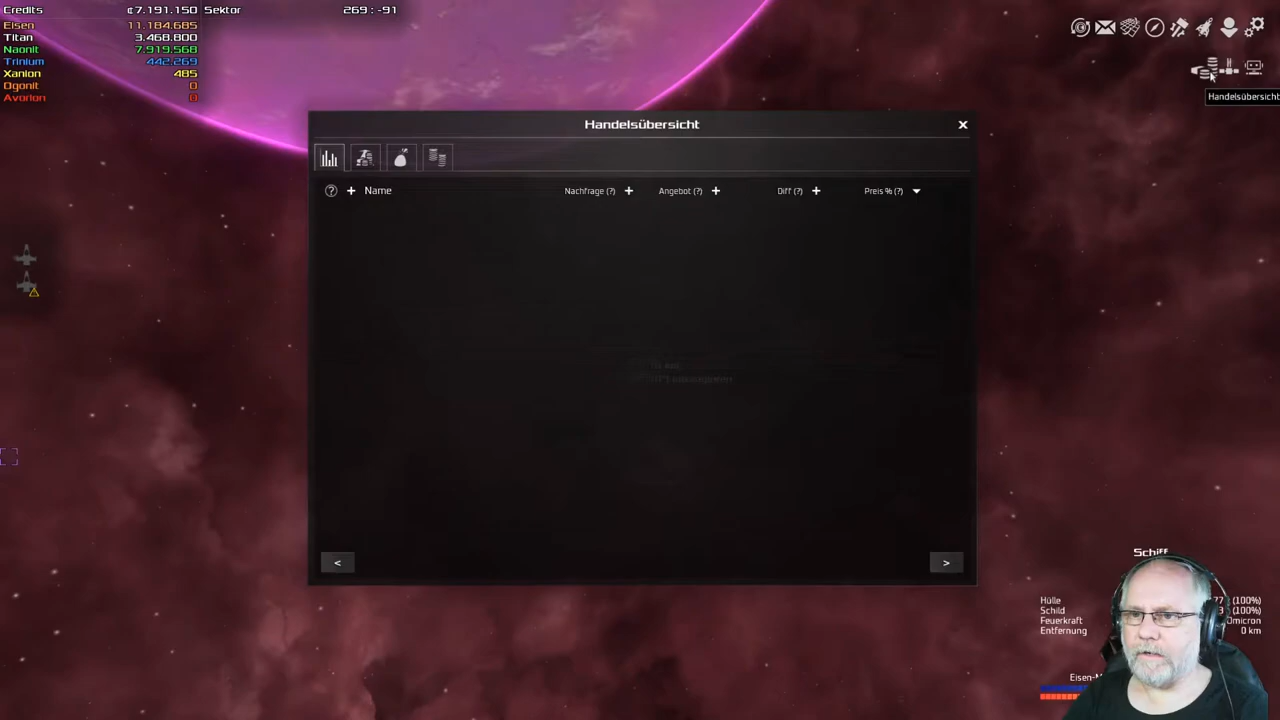 Credits ¢7.191.150 Sektor 269 : -91
Eisen 11.184.685
Titan 3.468.800
Naonit 7.919.568
Trinium 442.269
Xanion 485
Ogonit 0
Avorion 0
Handelsübersicht
Handelsübersicht
Name Nachfrage (?) Angebot (?) Diff (?) Preis % (?)
< >
Schiff
Hülle (100%)
Schild (100%)
Feuerkraft Omicron
Entfernung 0 km